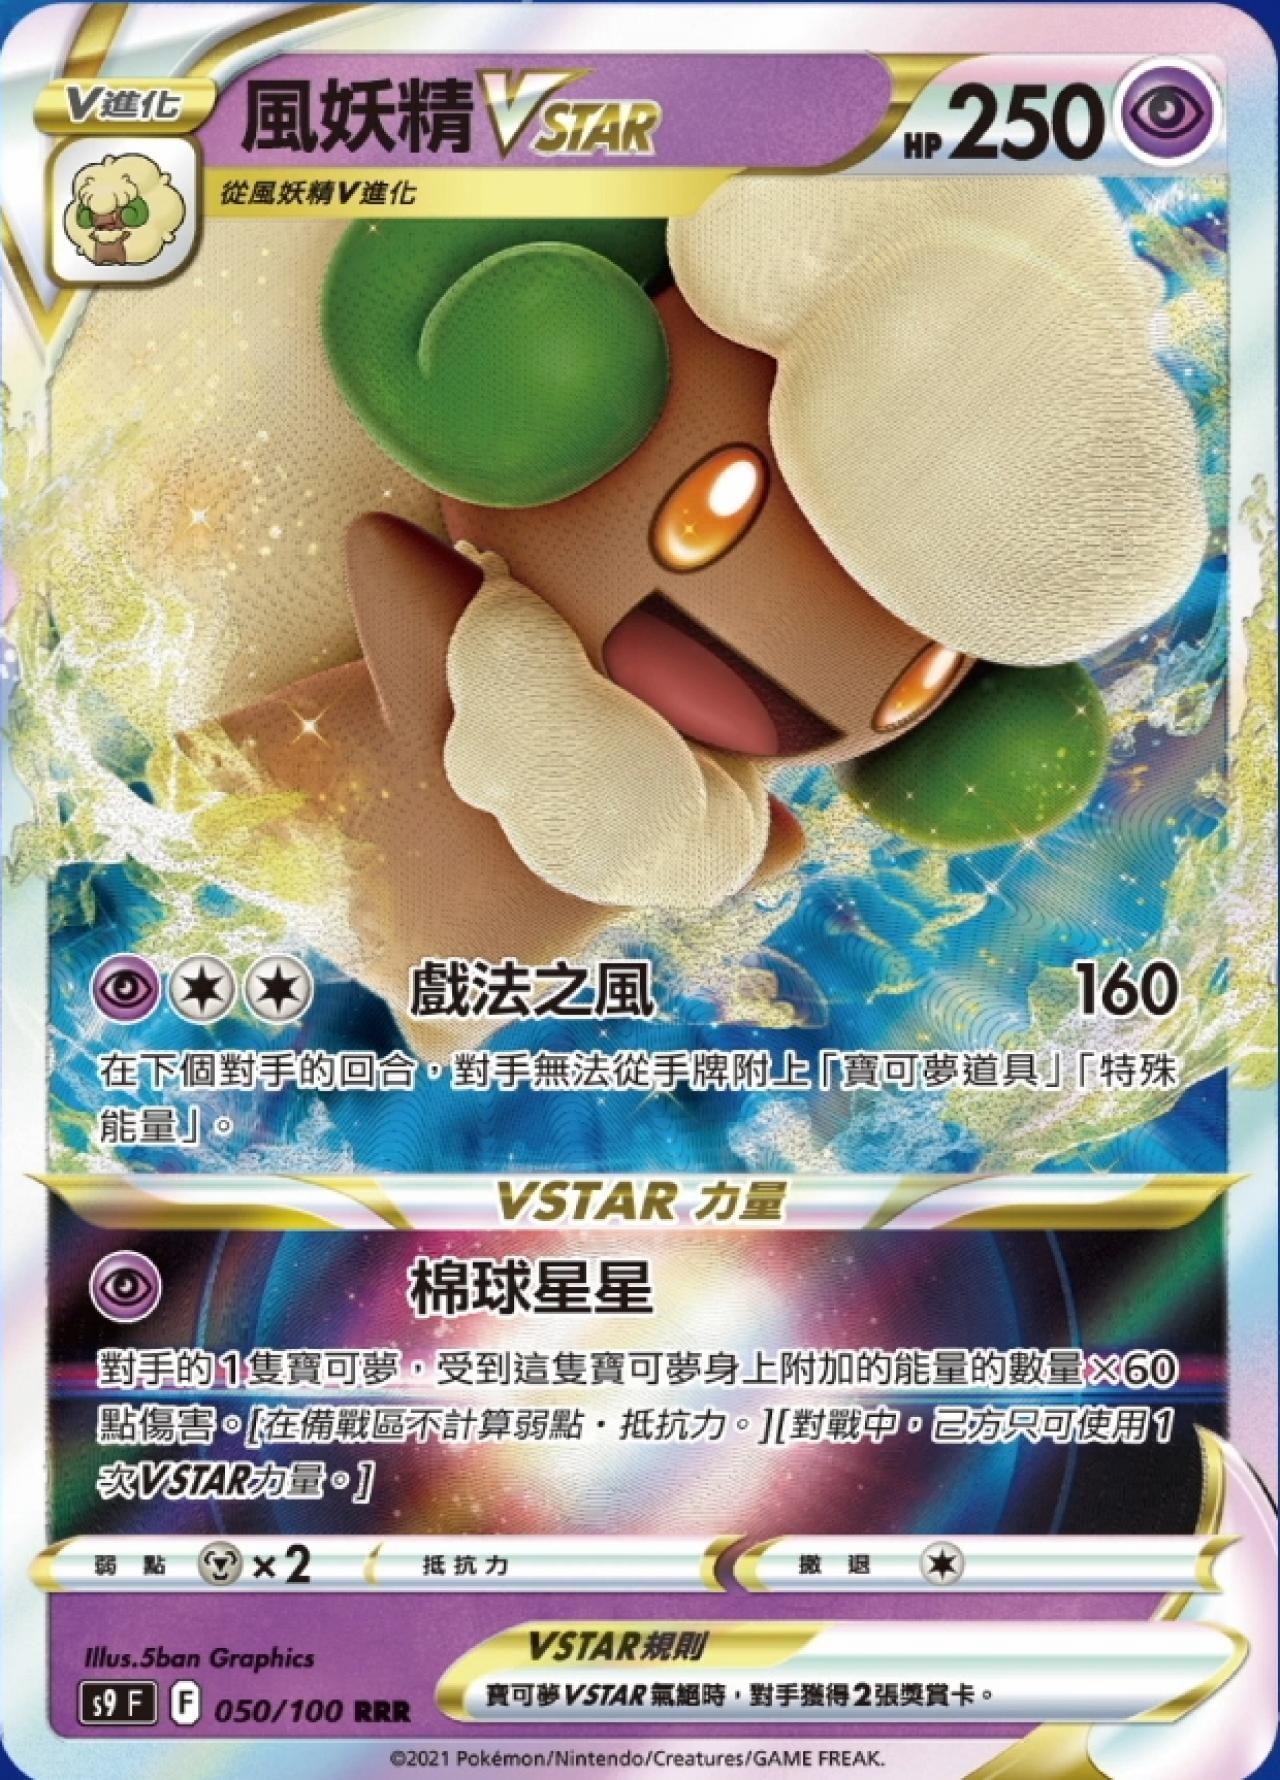 V進化
風妖精VSTAR
HP 250
從風妖精V進化
戲法之風 160
在下個對手的回合，對手無法從手牌附上「寶可夢道具」「特殊
能量」。
VSTAR 力量
棉球星星
對手的1隻寶可夢，受到這隻寶可夢身上附加的能量的數量×60
點傷害。[在備戰區不計算弱點・抵抗力。][對戰中，己方只可使用1
次VSTAR力量。]
弱點 ×2 抵抗力 撤退
Illus.5ban Graphics
VSTAR規則
寶可夢VSTAR氣絕時，對手獲得2張獎賞卡。
s9 F F 050/100 RRR
©2021 Pokémon/Nintendo/Creatures/GAME FREAK.